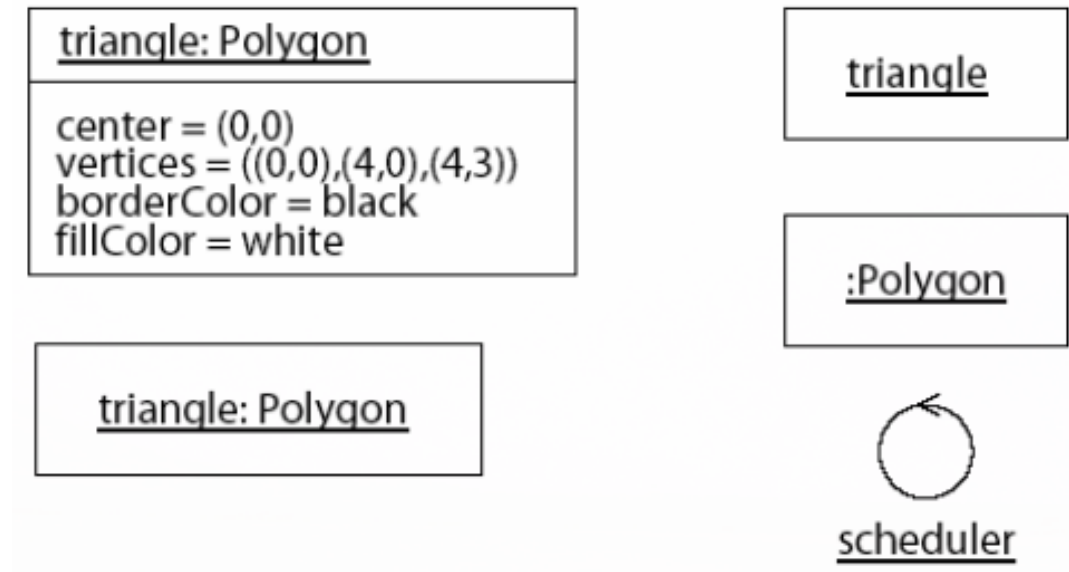 triangle: Polygon
center = (0,0)
vertices = ((0,0),(4,0),(4,3))
borderColor = black
fillColor = white
triangle: Polygon
triangle
:Polygon
scheduler